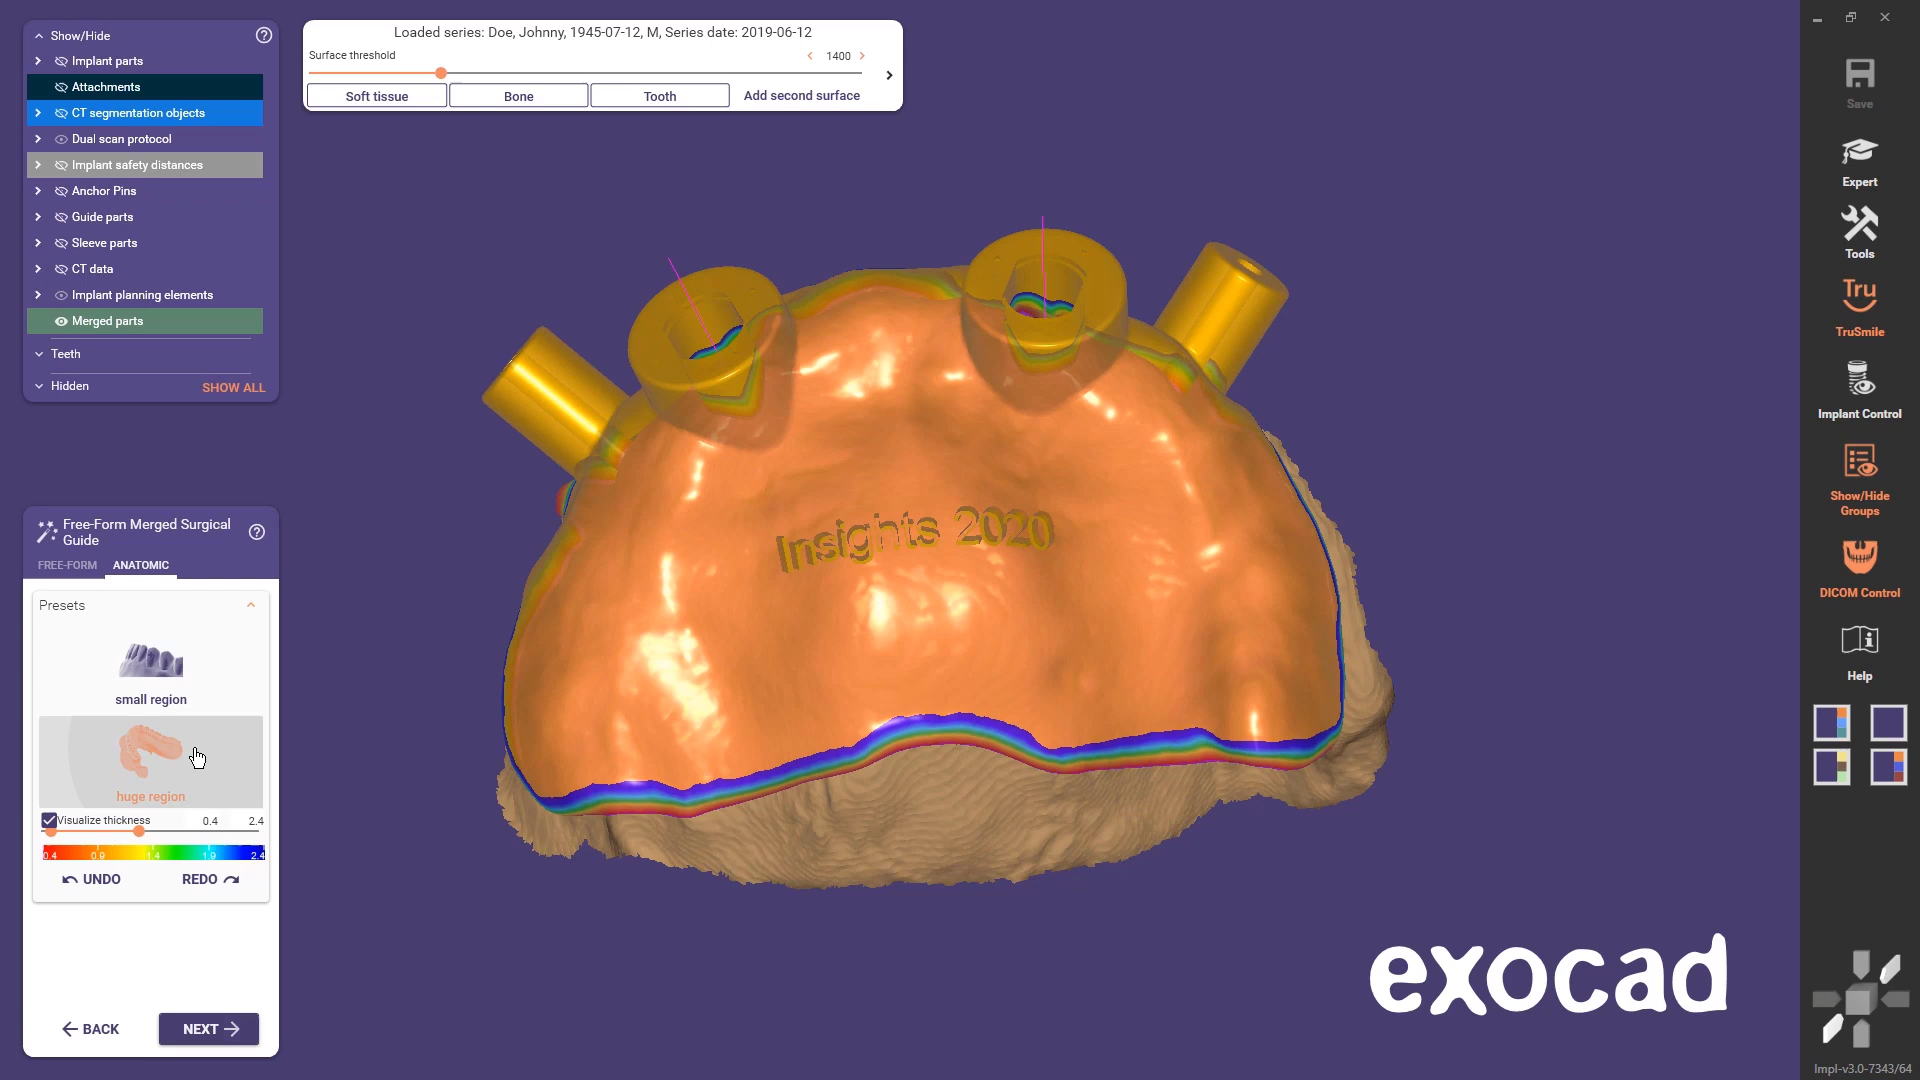 Show/Hide
Implant parts
Attachments
CT segmentation objects
Dual scan protocol
Implant safety distances
Anchor Pins
Guide parts
Sleeve parts
CT data
Implant planning elements
Merged parts
Teeth
Hidden SHOW ALL
Loaded series: Doe, Johnny, 1945-07-12, M, Series date: 2019-06-12
Surface threshold 1400
Soft tissue Bone Tooth Add second surface
Free-Form Merged Surgical
Guide
FREE-FORM ANATOMIC
Presets
small region
huge region
Visualize thickness 0.4 2.4
0.4 0.9 1.4 1.9 2.4
UNDO REDO
BACK NEXT
Insights 2020
exocad
Save
Expert
Tools
Tru
TruSmile
Implant Control
Show/Hide
Groups
DICOM Control
Help
Impl-v3.0-7343/64